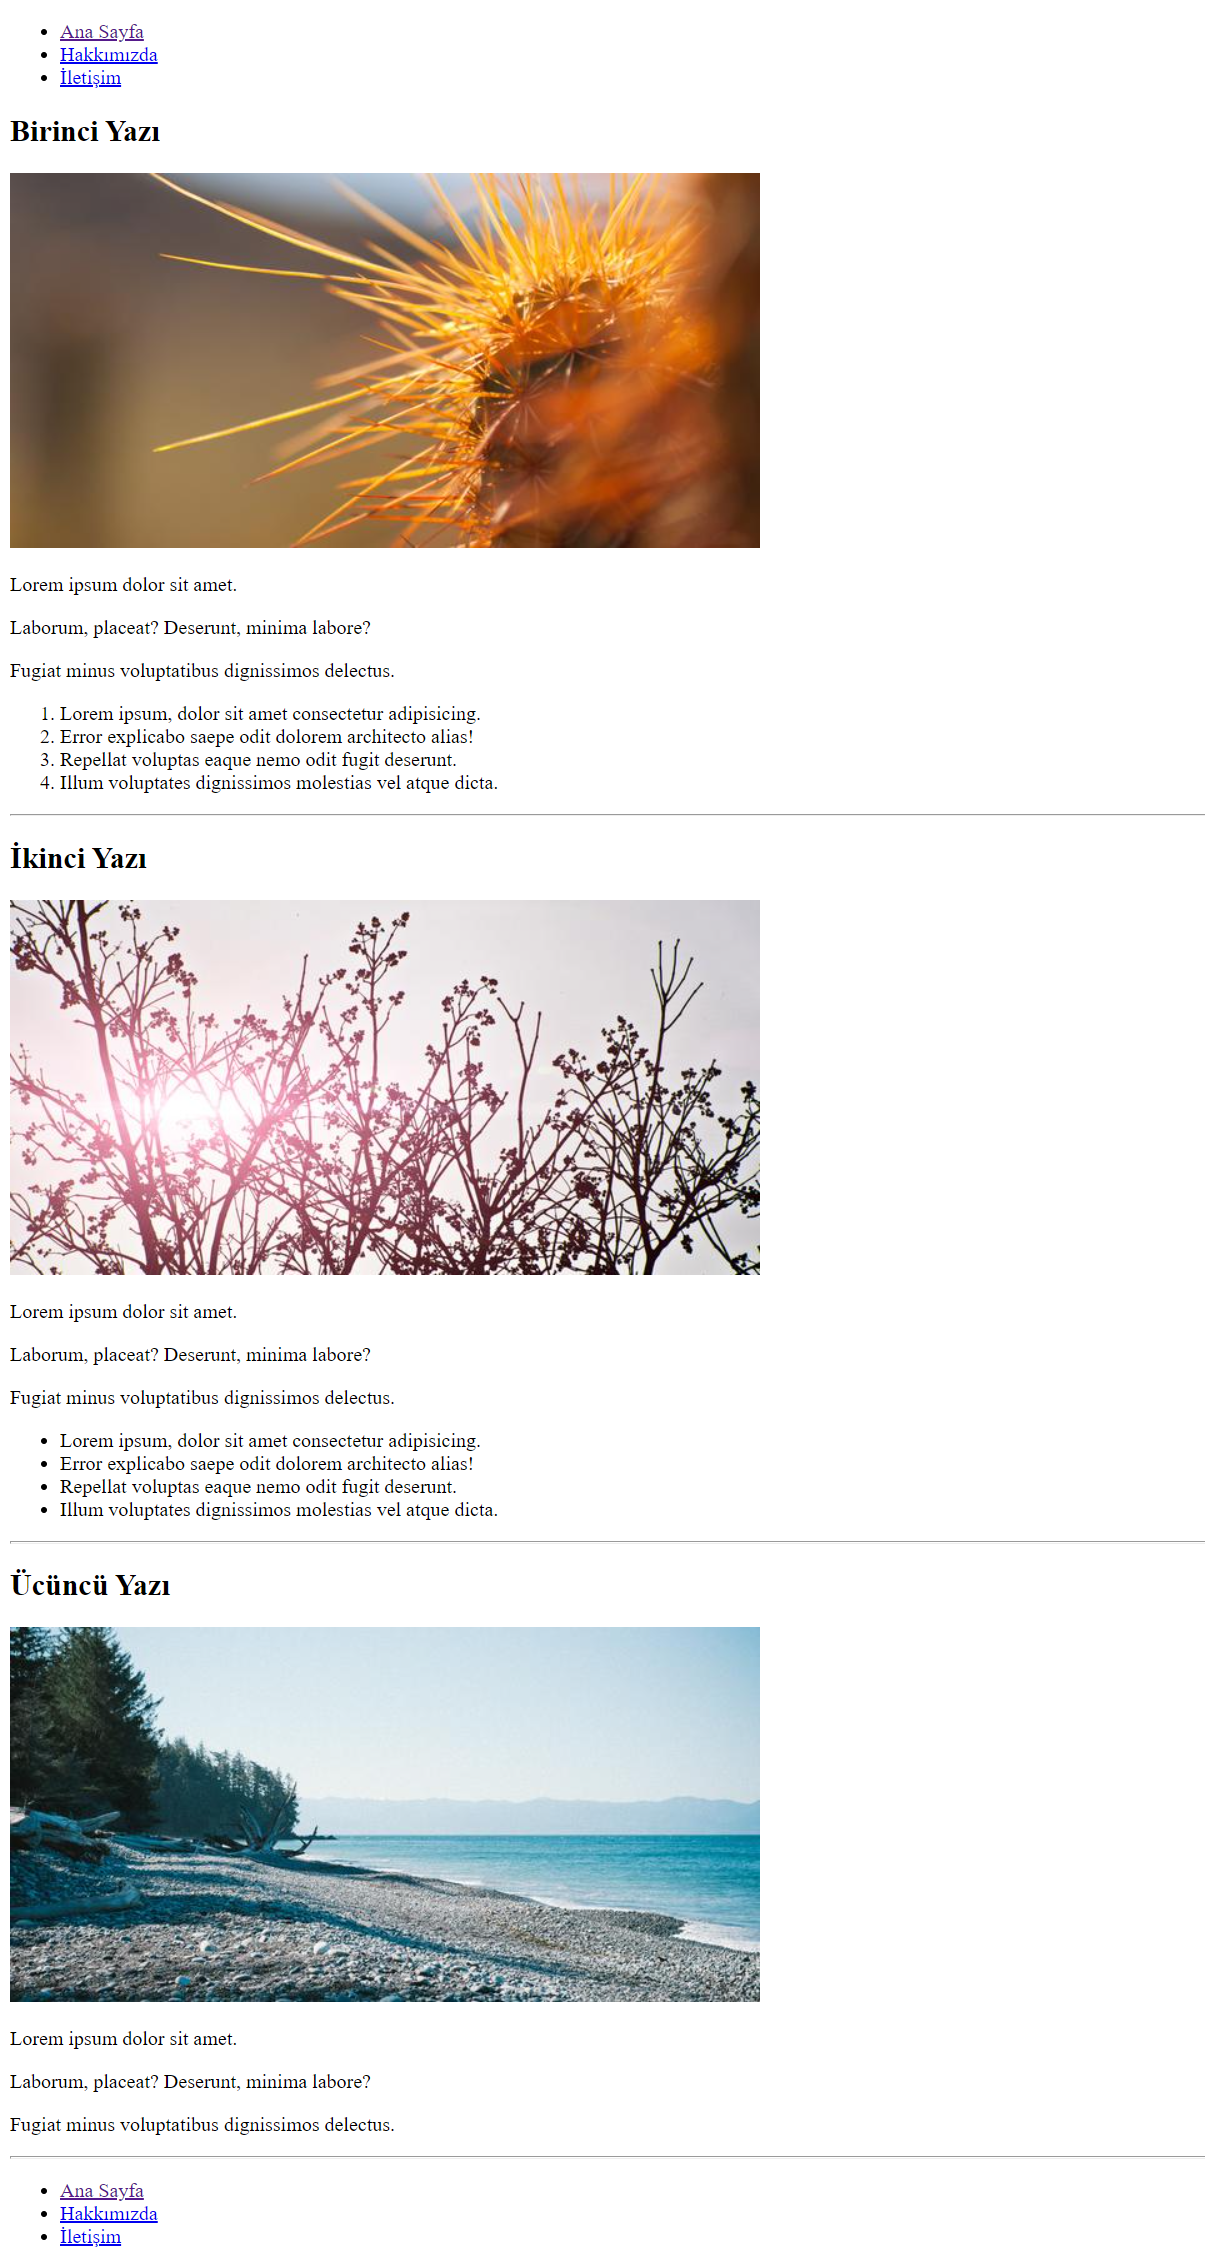 Ana Sayfa
Hakkımızda
İletişim
Birinci Yazı
Lorem ipsum dolor sit amet.
Laborum, placeat? Deserunt, minima labore?
Fugiat minus voluptatibus dignissimos delectus.
1. Lorem ipsum, dolor sit amet consectetur adipisicing.
2. Error explicabo saepe odit dolorem architecto alias!
3. Repellat voluptas eaque nemo odit fugit deserunt.
4. Illum voluptates dignissimos molestias vel atque dicta.
İkinci Yazı
Lorem ipsum dolor sit amet.
Laborum, placeat? Deserunt, minima labore?
Fugiat minus voluptatibus dignissimos delectus.
Lorem ipsum, dolor sit amet consectetur adipisicing.
Error explicabo saepe odit dolorem architecto alias!
Repellat voluptas eaque nemo odit fugit deserunt.
Illum voluptates dignissimos molestias vel atque dicta.
Ücüncü Yazı
Lorem ipsum dolor sit amet.
Laborum, placeat? Deserunt, minima labore?
Fugiat minus voluptatibus dignissimos delectus.
Ana Sayfa
Hakkımızda
İletişim